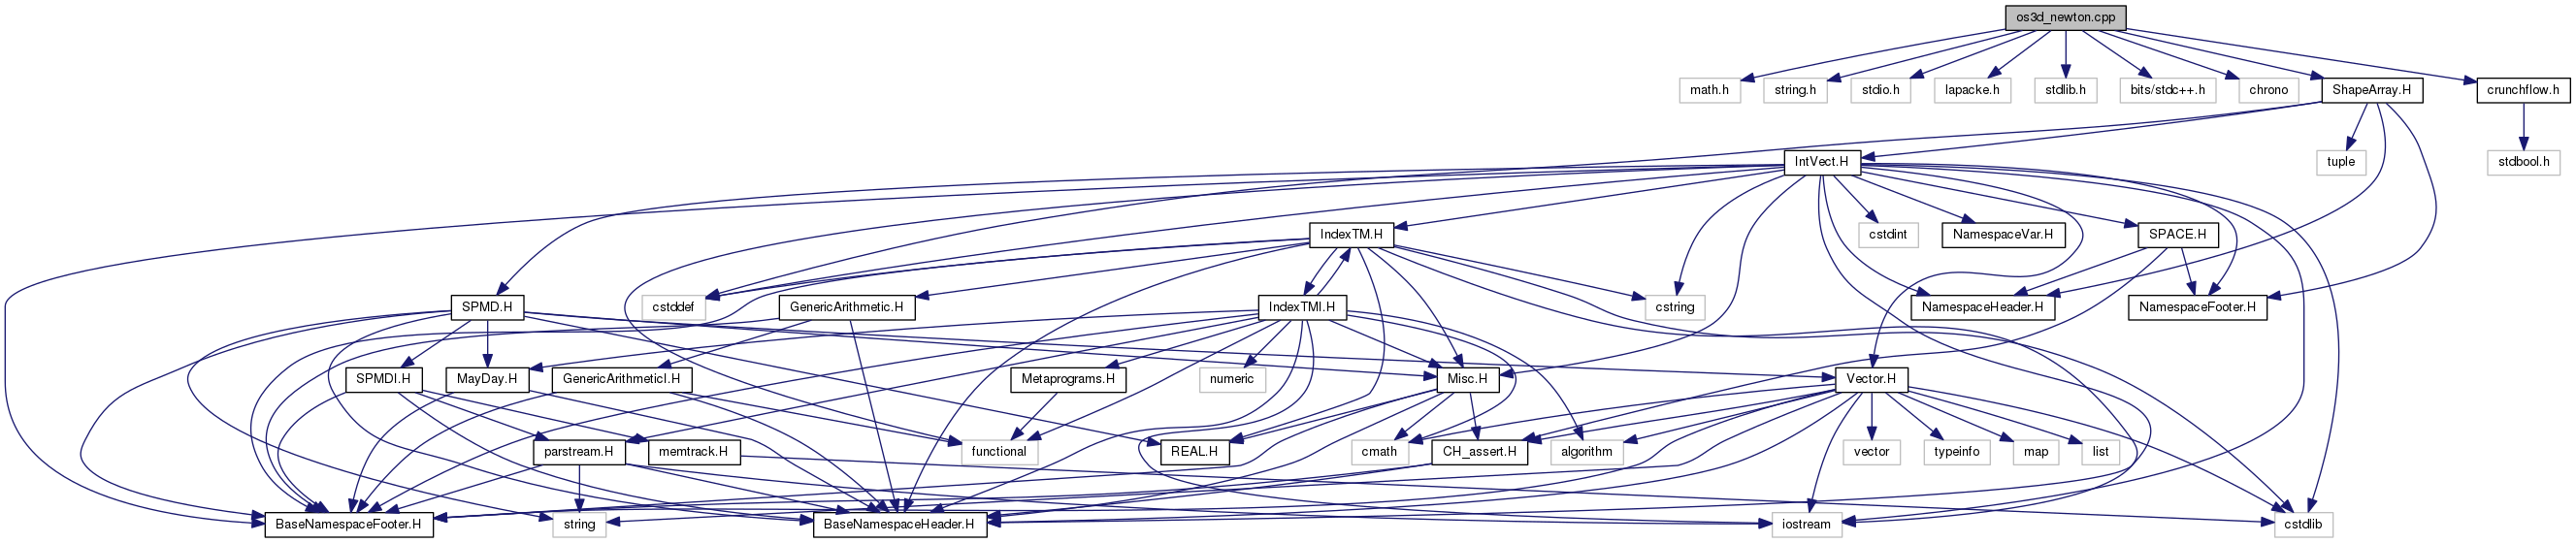 os3d_newton.cpp
math.h
string.h
stdio.h
lapacke.h
stdlib.h
bits/stdc++.h
chrono
ShapeArray.H
crunchflow.h
IntVect.H
tuple
stdbool.h
IndexTM.H
cstdint
NamespaceVar.H
SPACE.H
SPMD.H
cstddef
GenericArithmetic.H
IndexTMI.H
cstring
NamespaceHeader.H
NamespaceFooter.H
SPMDI.H
MayDay.H
GenericArithmeticI.H
Metaprograms.H
numeric
Misc.H
Vector.H
parstream.H
memtrack.H
functional
REAL.H
cmath
CH_assert.H
algorithm
vector
typeinfo
map
list
BaseNamespaceFooter.H
string
BaseNamespaceHeader.H
iostream
cstdlib